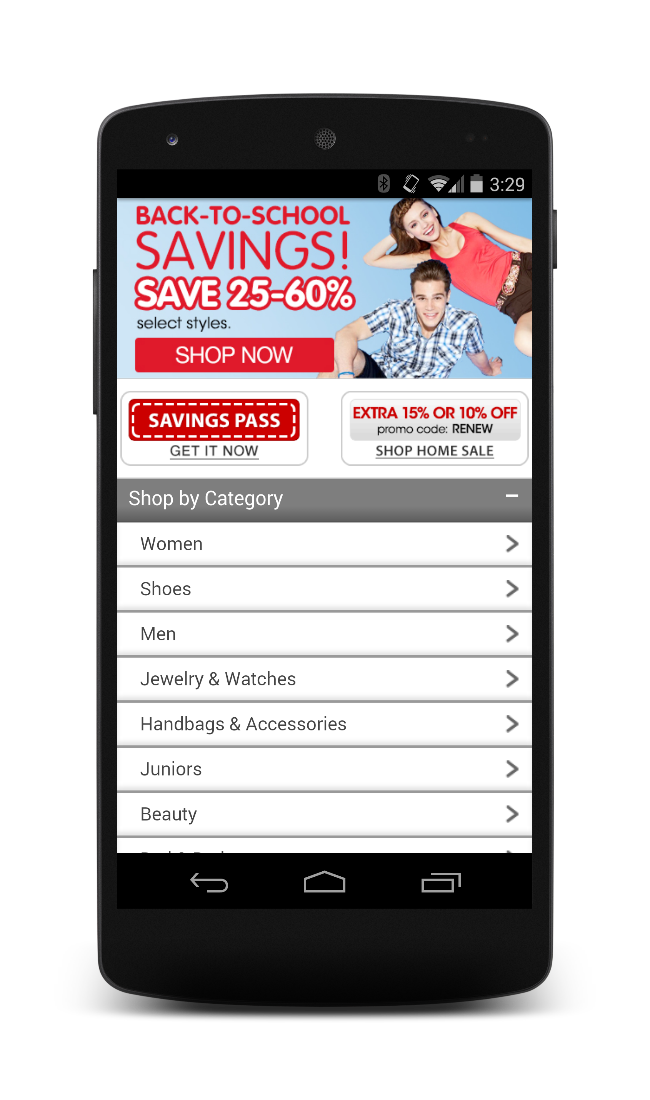 3:29
BACK-TO-SCHOOL
SAVINGS!
SAVE 25-60%
select styles.
SHOP NOW
SAVINGS PASS
GET IT NOW
EXTRA 15% OR 10% OFF
promo code: RENEW
SHOP HOME SALE
Shop by Category
Women
Shoes
Men
Jewelry & Watches
Handbags & Accessories
Juniors
Beauty